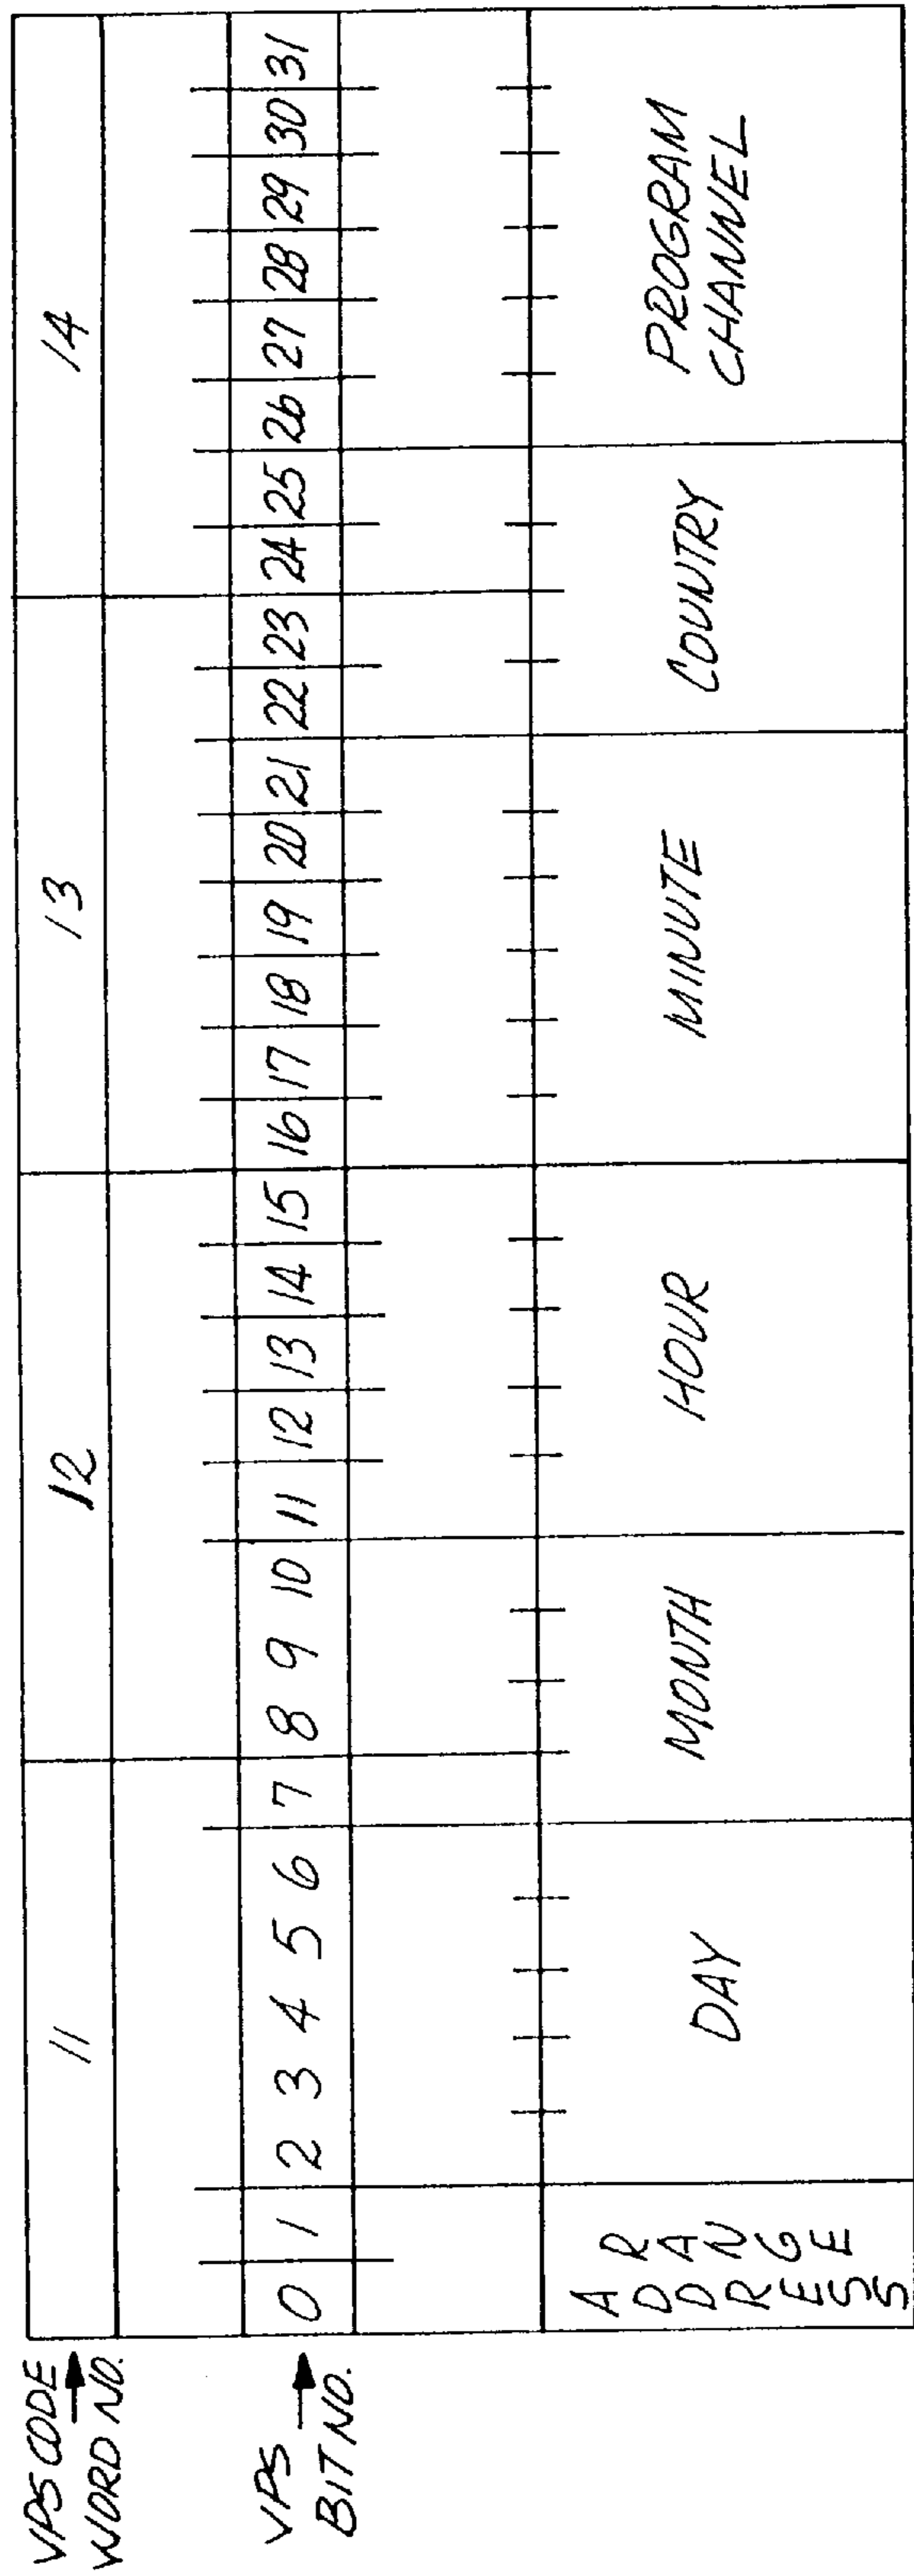 VPS CODE
WORD NO.
11 12 13 14
VPS
BIT NO.
0 1 2 3 4 5 6 7 8 9 10 11 12 13 14 15 16 17 18 19 20 21 22 23 24 25 26 27 28 29 30 31
ADDRESS
RANGE
DAY
MONTH
HOUR
MINUTE
COUNTRY
PROGRAM
CHANNEL